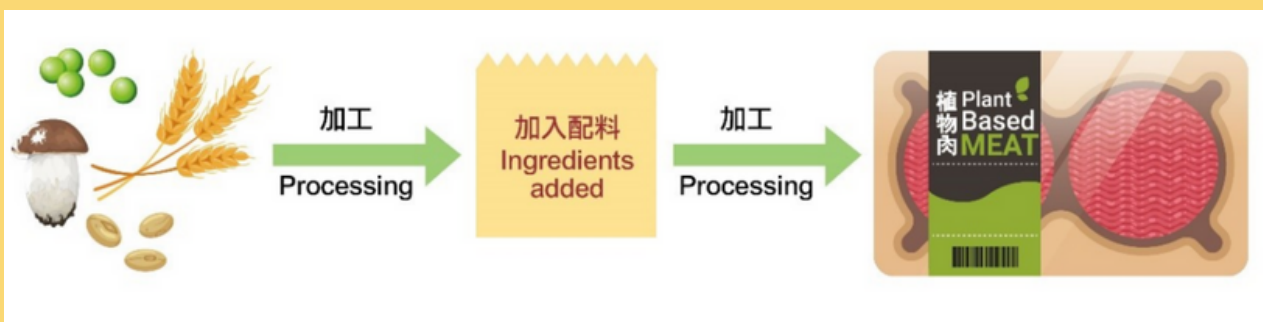 加工
Processing
加入配料
Ingredients
added
加工
Processing
植物肉
Plant
Based
MEAT